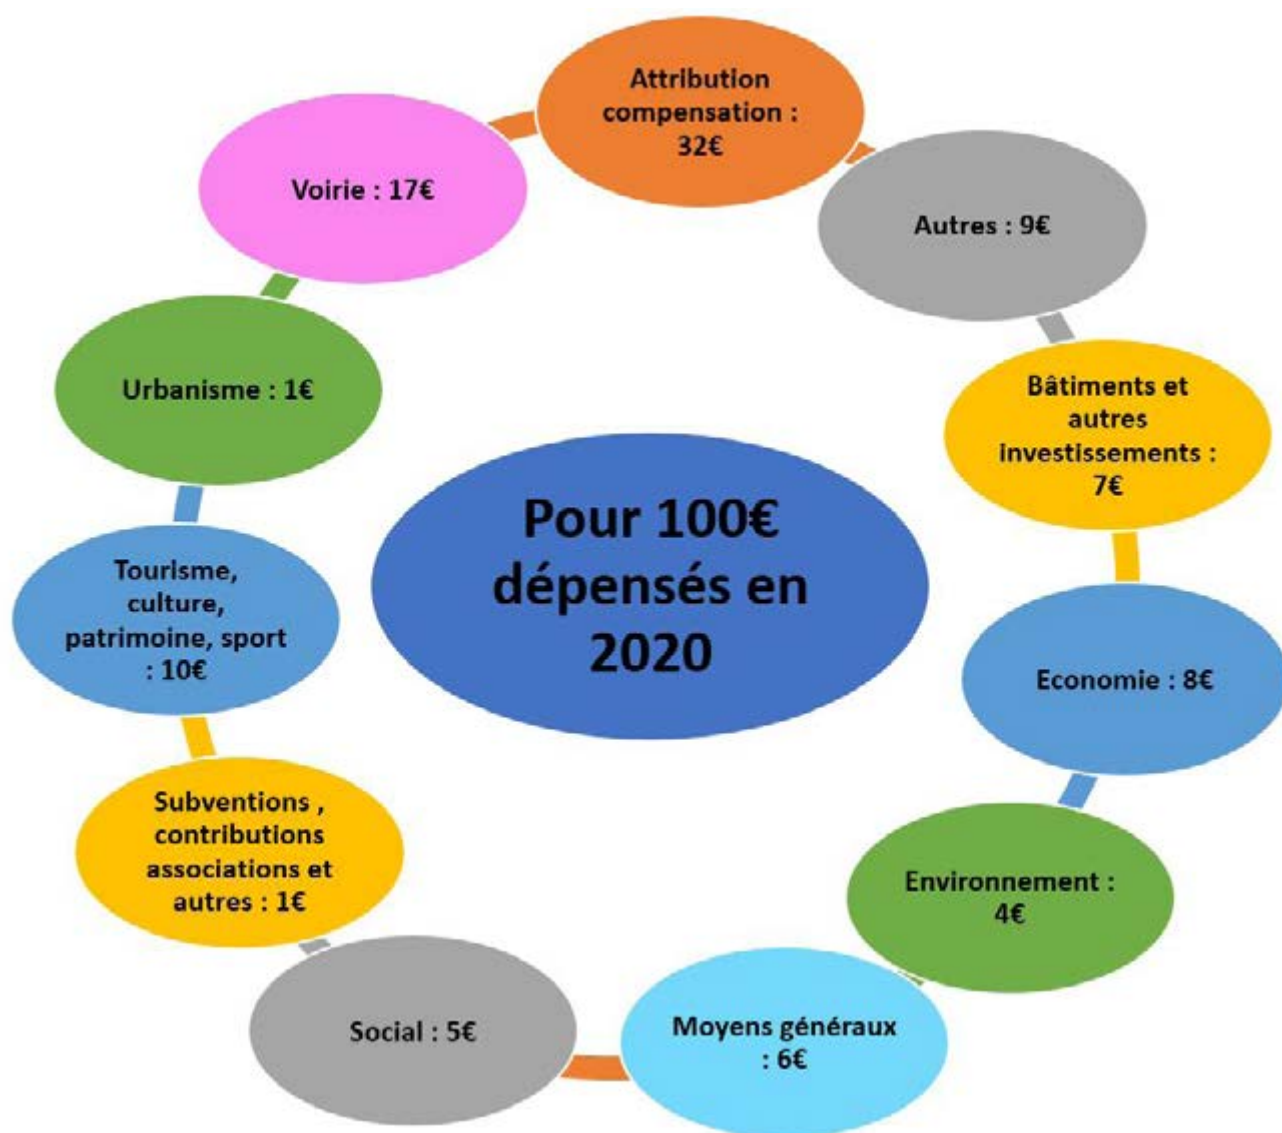 Attribution
compensation :
32€
Autres : 9€
Bâtiments et
autres
investissements :
7€
Economie : 8€
Environnement :
4€
Moyens généraux
: 6€
Social : 5€
Subventions ,
contributions
associations et
autres : 1€
Tourisme,
culture,
patrimoine, sport
: 10€
Urbanisme : 1€
Voirie : 17€
Pour 100€
dépensés en
2020